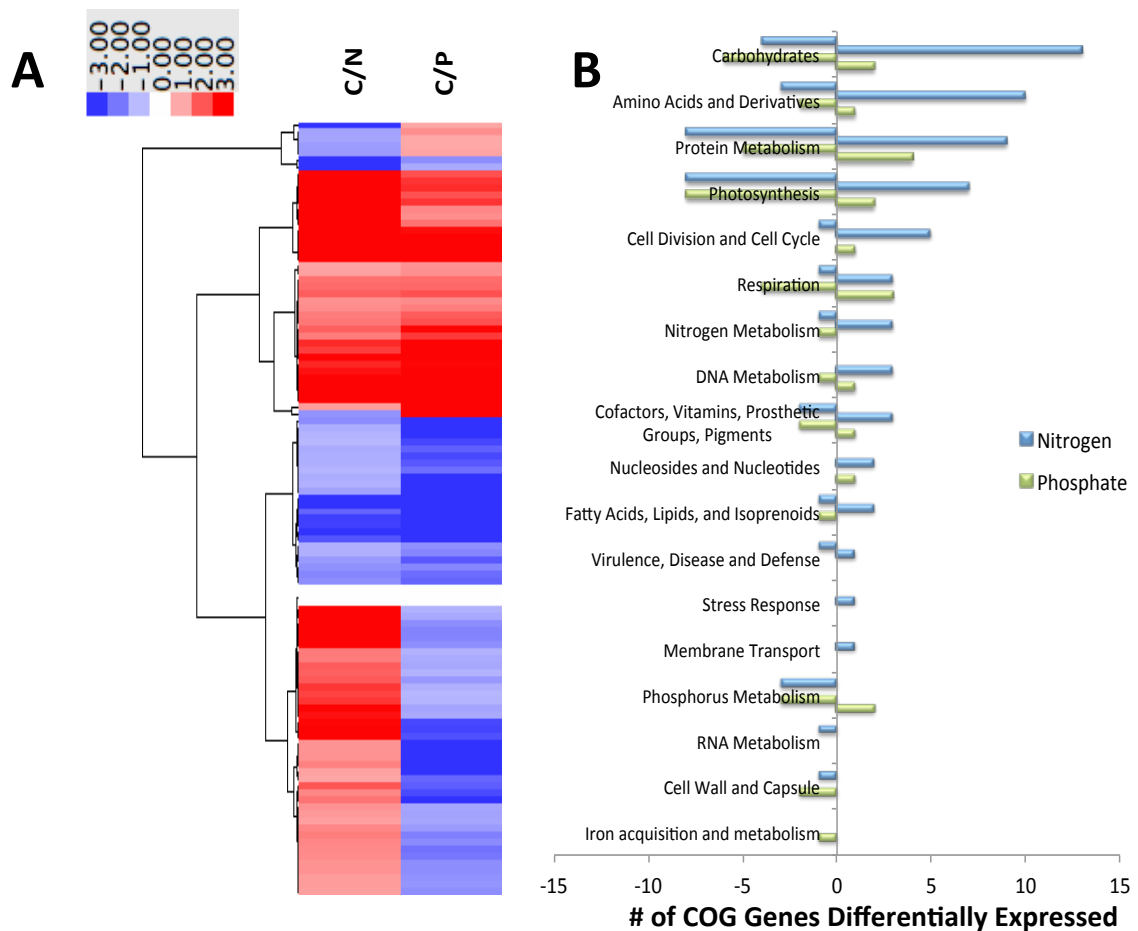 A
-3.00
-2.00
-1.00
0.00
1.00
2.00
3.00
C/N
C/P
B
Carbohydrates
Amino Acids and Derivatives
Protein Metabolism
Photosynthesis
Cell Division and Cell Cycle
Respiration
Nitrogen Metabolism
DNA Metabolism
Cofactors, Vitamins, Prosthetic
Groups, Pigments
Nucleosides and Nucleotides
Fatty Acids, Lipids, and Isoprenoids
Virulence, Disease and Defense
Stress Response
Membrane Transport
Phosphorus Metabolism
RNA Metabolism
Cell Wall and Capsule
Iron acquisition and metabolism
Nitrogen
Phosphate
-15 -10 -5 0 5 10 15
# of COG Genes Differentially Expressed